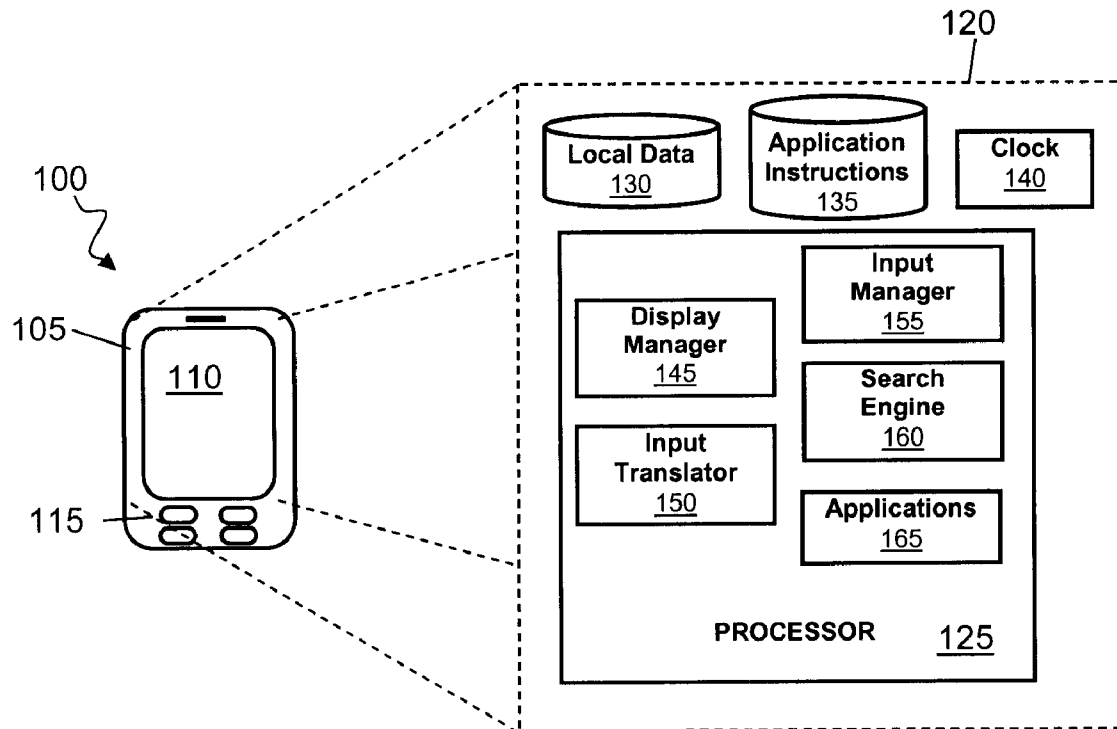 120
100
105
110
115
Local Data
130
Application
Instructions
135
Clock
140
Display
Manager
145
Input
Translator
150
Input
Manager
155
Search
Engine
160
Applications
165
PROCESSOR 125